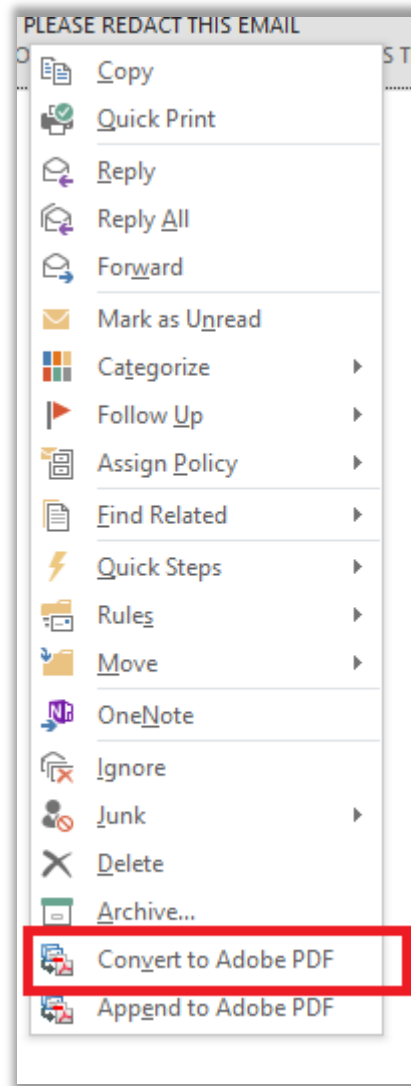 PLEASE REDACT THIS EMAIL
Copy
Quick Print
Reply
Reply All
Forward
Mark as Unread
Categorize
Follow Up
Assign Policy
Find Related
Quick Steps
Rules
Move
OneNote
Ignore
Junk
Delete
Archive...
Convert to Adobe PDF
Append to Adobe PDF